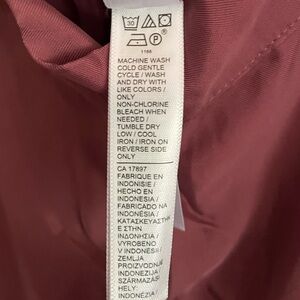 30
P
1166
MACHINE WASH
COLD GENTLE
CYCLE / WASH
AND DRY WITH
LIKE COLORS /
ONLY
NON-CHLORINE
BLEACH WHEN
NEEDED /
TUMBLE DRY
LOW / COOL
IRON / IRON ON
REVERSE SIDE
ONLY
CA 17897
FABRIQUE EN
INDONISIE /
HECHO EN
INDONESIA /
FABRICADO NA
INDONÉSIA /
ΚΑΤΑΣΚΕΥΑΣΤΗΚ
Ε ΣΤΗΝ
ΙΝΔΟΝΗΣΙΑ /
VYROBENO
V INDONÉSII /
ZEMLJA
PROIZVODNJE
INDONEZIJA
SZÁRMAZÁSI
HELY:
INDONÉZIA